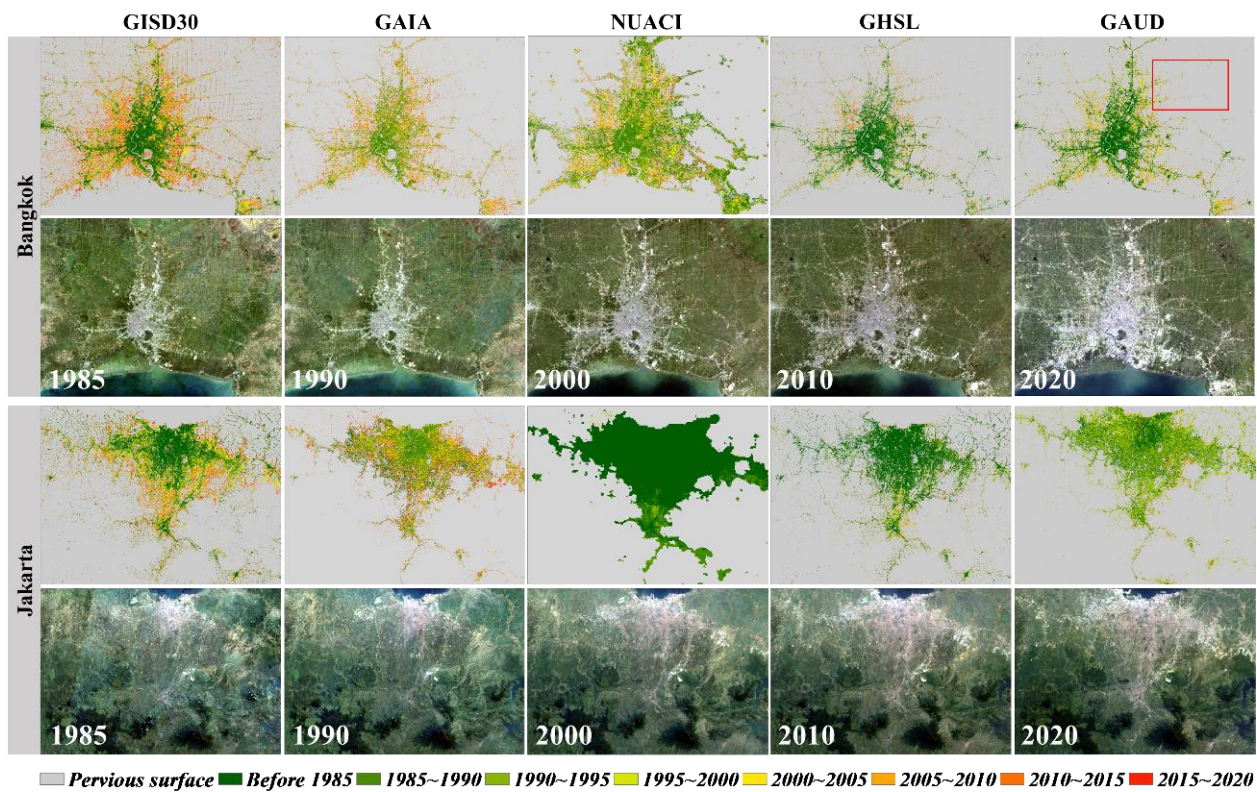 GISD30 GAIA NUACI GHSL GAUD
Bangkok
1985 1990 2000 2010 2020
Jakarta
1985 1990 2000 2010 2020
Pervious surface Before 1985 1985~1990 1990~1995 1995~2000 2000~2005 2005~2010 2010~2015 2015~2020